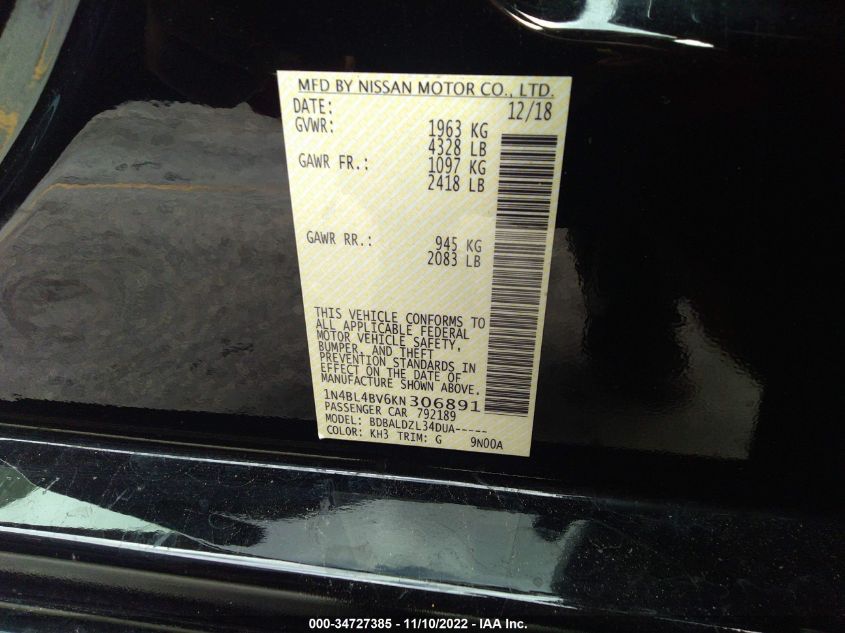 MFD BY NISSAN MOTOR CO., LTD.
DATE: 12/18
GVWR: 1963 KG
4328 LB
GAWR FR.: 1097 KG
2418 LB
GAWR RR.: 945 KG
2083 LB
THIS VEHICLE CONFORMS TO
ALL APPLICABLE FEDERAL
MOTOR VEHICLE SAFETY,
BUMPER, AND THEFT
PREVENTION STANDARDS IN
EFFECT ON THE DATE OF
MANUFACTURE SHOWN ABOVE.
1N4BL4BV6KN306891
PASSENGER CAR 792189
MODEL: BDBALDZL34DUA-----
COLOR: KH3 TRIM: G 9N00A
000-34727385 - 11/10/2022 - IAA Inc.